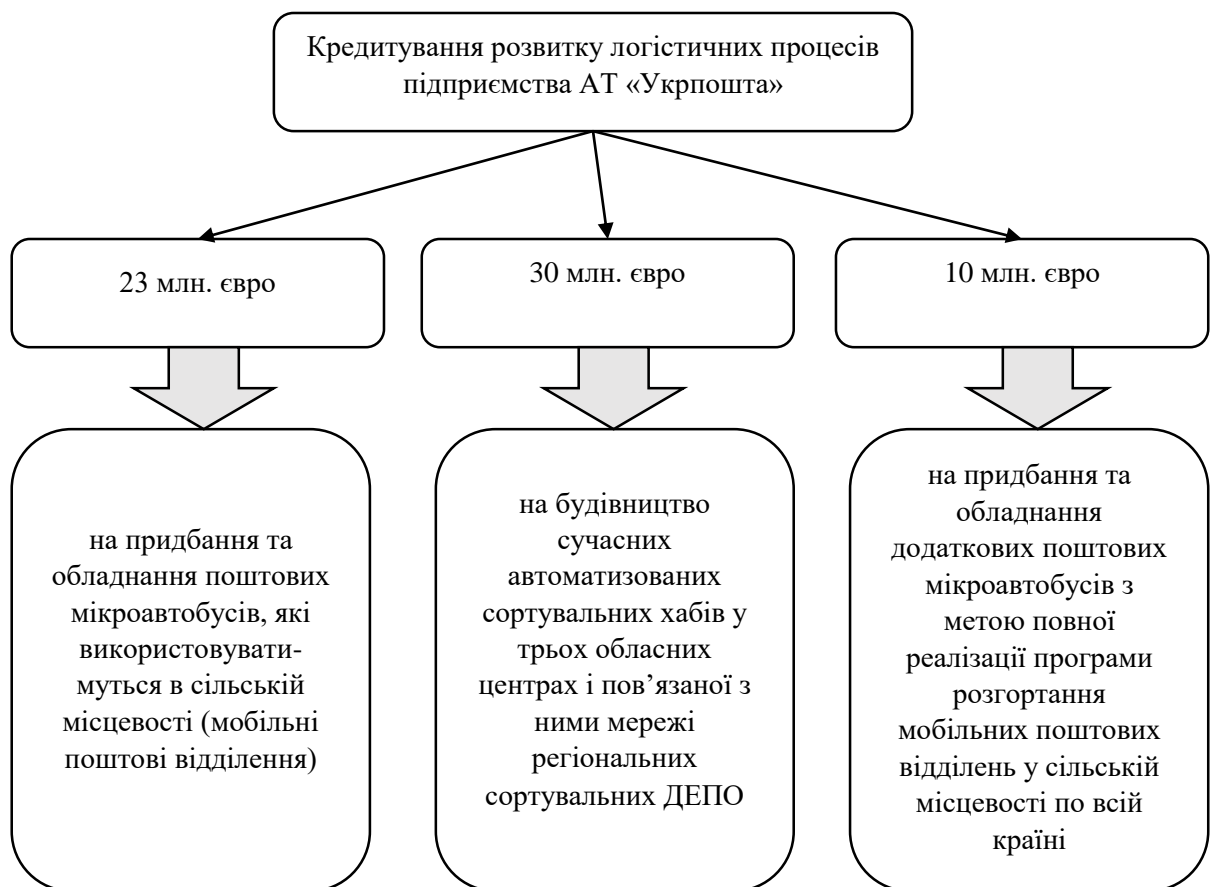 Кредитування розвитку логістичних процесів
підприємства АТ «Укрпошта»
23 млн. євро
30 млн. євро
10 млн. євро
на придбання та
обладнання поштових
мікроавтобусів, які
використовувати-
муться в сільській
місцевості (мобільні
поштові відділення)
на будівництво
сучасних
автоматизованих
сортувальних хабів у
трьох обласних
центрах і пов’язаної з
ними мережі
регіональних
сортувальних ДЕПО
на придбання та
обладнання
додаткових поштових
мікроавтобусів з
метою повної
реалізації програми
розгортання
мобільних поштових
відділень у сільській
місцевості по всій
країні